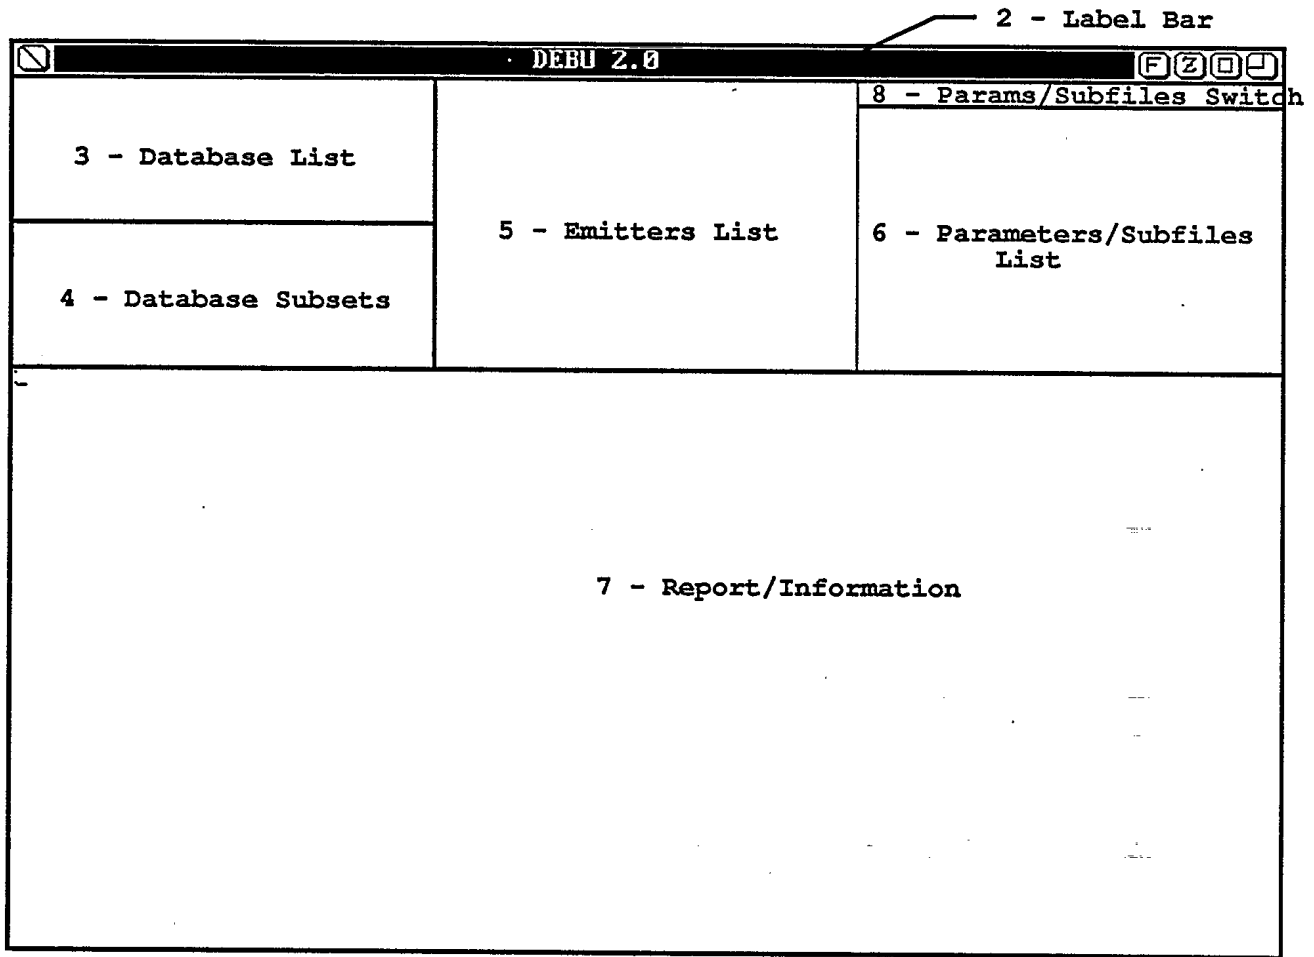 2 - Label Bar
DEBU 2.0
F Z
8 - Params/Subfiles Switch
3 - Database List
5 - Emitters List
6 - Parameters/Subfiles
List
4 - Database Subsets
7 - Report/Information